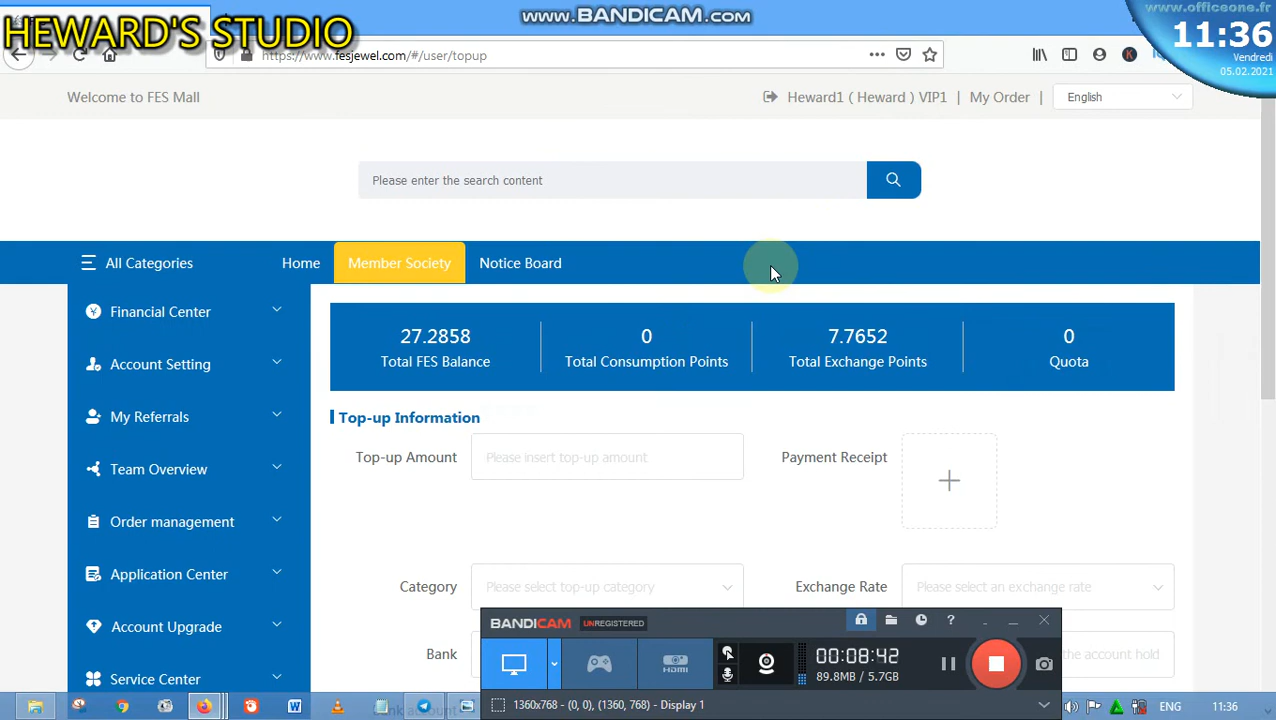 www.BANDICAM.com
www.officeone.fr
HEWARD'S STUDIO
11:36
Vendredi
05.02.2021
https://www.fesjewel.com/#/user/topup
Welcome to FES Mall
Heward1 ( Heward ) VIP1 | My Order |
English
Please enter the search content
All Categories
Home
Member Society
Notice Board
Financial Center
Account Setting
My Referrals
Team Overview
Order management
Application Center
Account Upgrade
Service Center
27.2858
Total FES Balance
0
Total Consumption Points
7.7652
Total Exchange Points
0
Quota
Top-up Information
Top-up Amount
Please insert top-up amount
Payment Receipt
Category
Please select top-up category
Exchange Rate
Please select an exchange rate
Bank
the account hold
BANDICAM
UNREGISTERED
HDMI
00:08:42
89.8MB / 5.7GB
1360x768 - (0, 0), (1360, 768) - Display 1
ENG
11:36